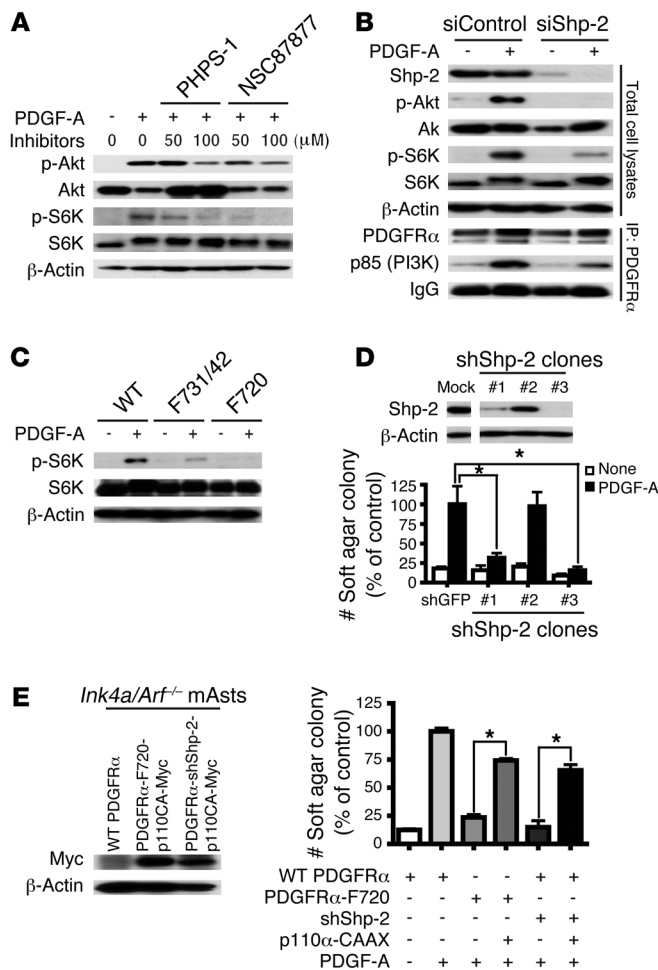 A
PHPS-1
NSC87877
PDGF-A - + + + + +
Inhibitors 0 0 50 100 50 100 (μM)
p-Akt
Akt
p-S6K
S6K
β-Actin
B
siControl siShp-2
PDGF-A - + - +
Shp-2
p-Akt
Ak
p-S6K
S6K
β-Actin
Total cell lysates
PDGFRα
p85 (PI3K)
IgG
IP: PDGFRα
C
WT
F731/42
F720
PDGF-A - + - + - +
p-S6K
S6K
β-Actin
D
shShp-2 clones
Mock #1 #2 #3
Shp-2
β-Actin
# Soft agar colony
(% of control)
125
100
75
50
25
0
* *
None
PDGF-A
shGFP #1 #2 #3
shShp-2 clones
E
Ink4a/Arf–/– mAsts
WT PDGFRα
PDGFRα-F720-
p110CA-Myc
PDGFRα-shShp-2-
p110CA-Myc
Myc
β-Actin
# Soft agar colony
(% of control)
125
100
75
50
25
0
* *
WT PDGFRα + + - - + +
PDGFRα-F720 - - + + - -
shShp-2 - - - - + +
p110α-CAAX - - - + - +
PDGF-A - + + + + +